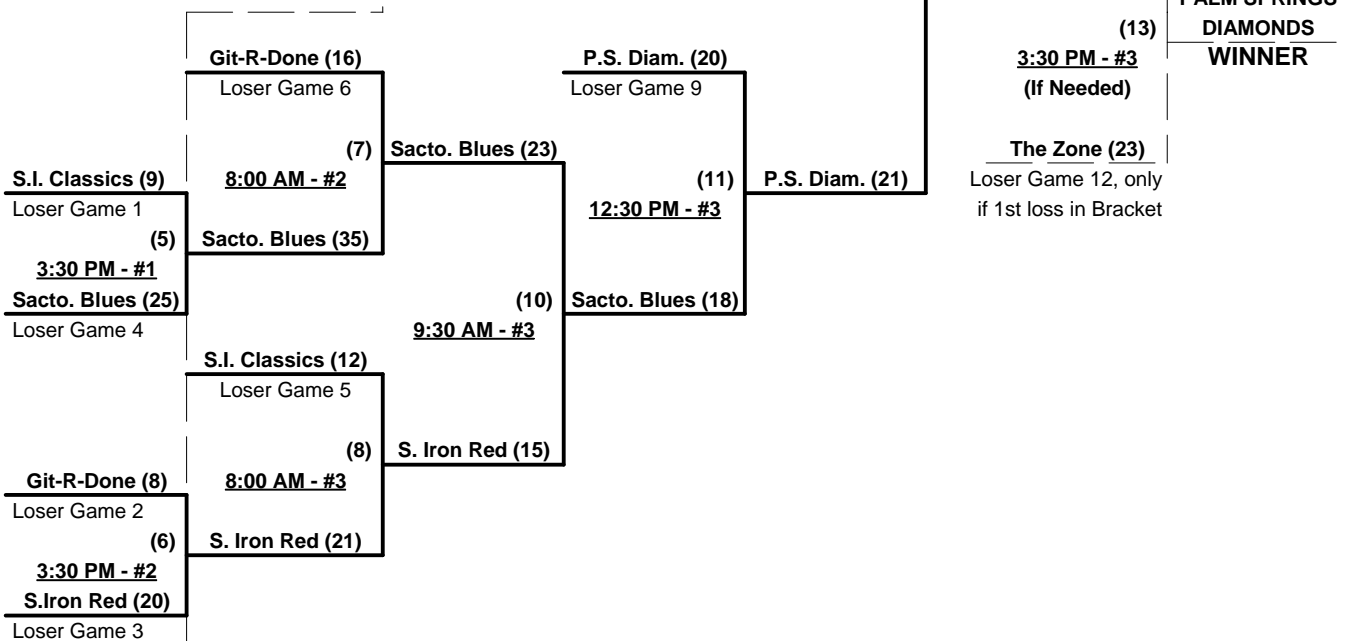 PALM SPRINGS
(13) DIAMONDS
Git-R-Done (16) P.S. Diam. (20) 3:30 PM - #3 WINNER
Loser Game 6 Loser Game 9 (If Needed)
(7) Sacto. Blues (23) The Zone (23)
S.I. Classics (9) 8:00 AM - #2 (11) P.S. Diam. (21) Loser Game 12, only
Loser Game 1 12:30 PM - #3 if 1st loss in Bracket
(5) Sacto. Blues (35)
3:30 PM - #1
Sacto. Blues (25) (10) Sacto. Blues (18)
Loser Game 4 9:30 AM - #3
S.I. Classics (12)
Loser Game 5
(8) S. Iron Red (15)
Git-R-Done (8) 8:00 AM - #3
Loser Game 2
(6) S. Iron Red (21)
3:30 PM - #2
S.Iron Red (20)
Loser Game 3